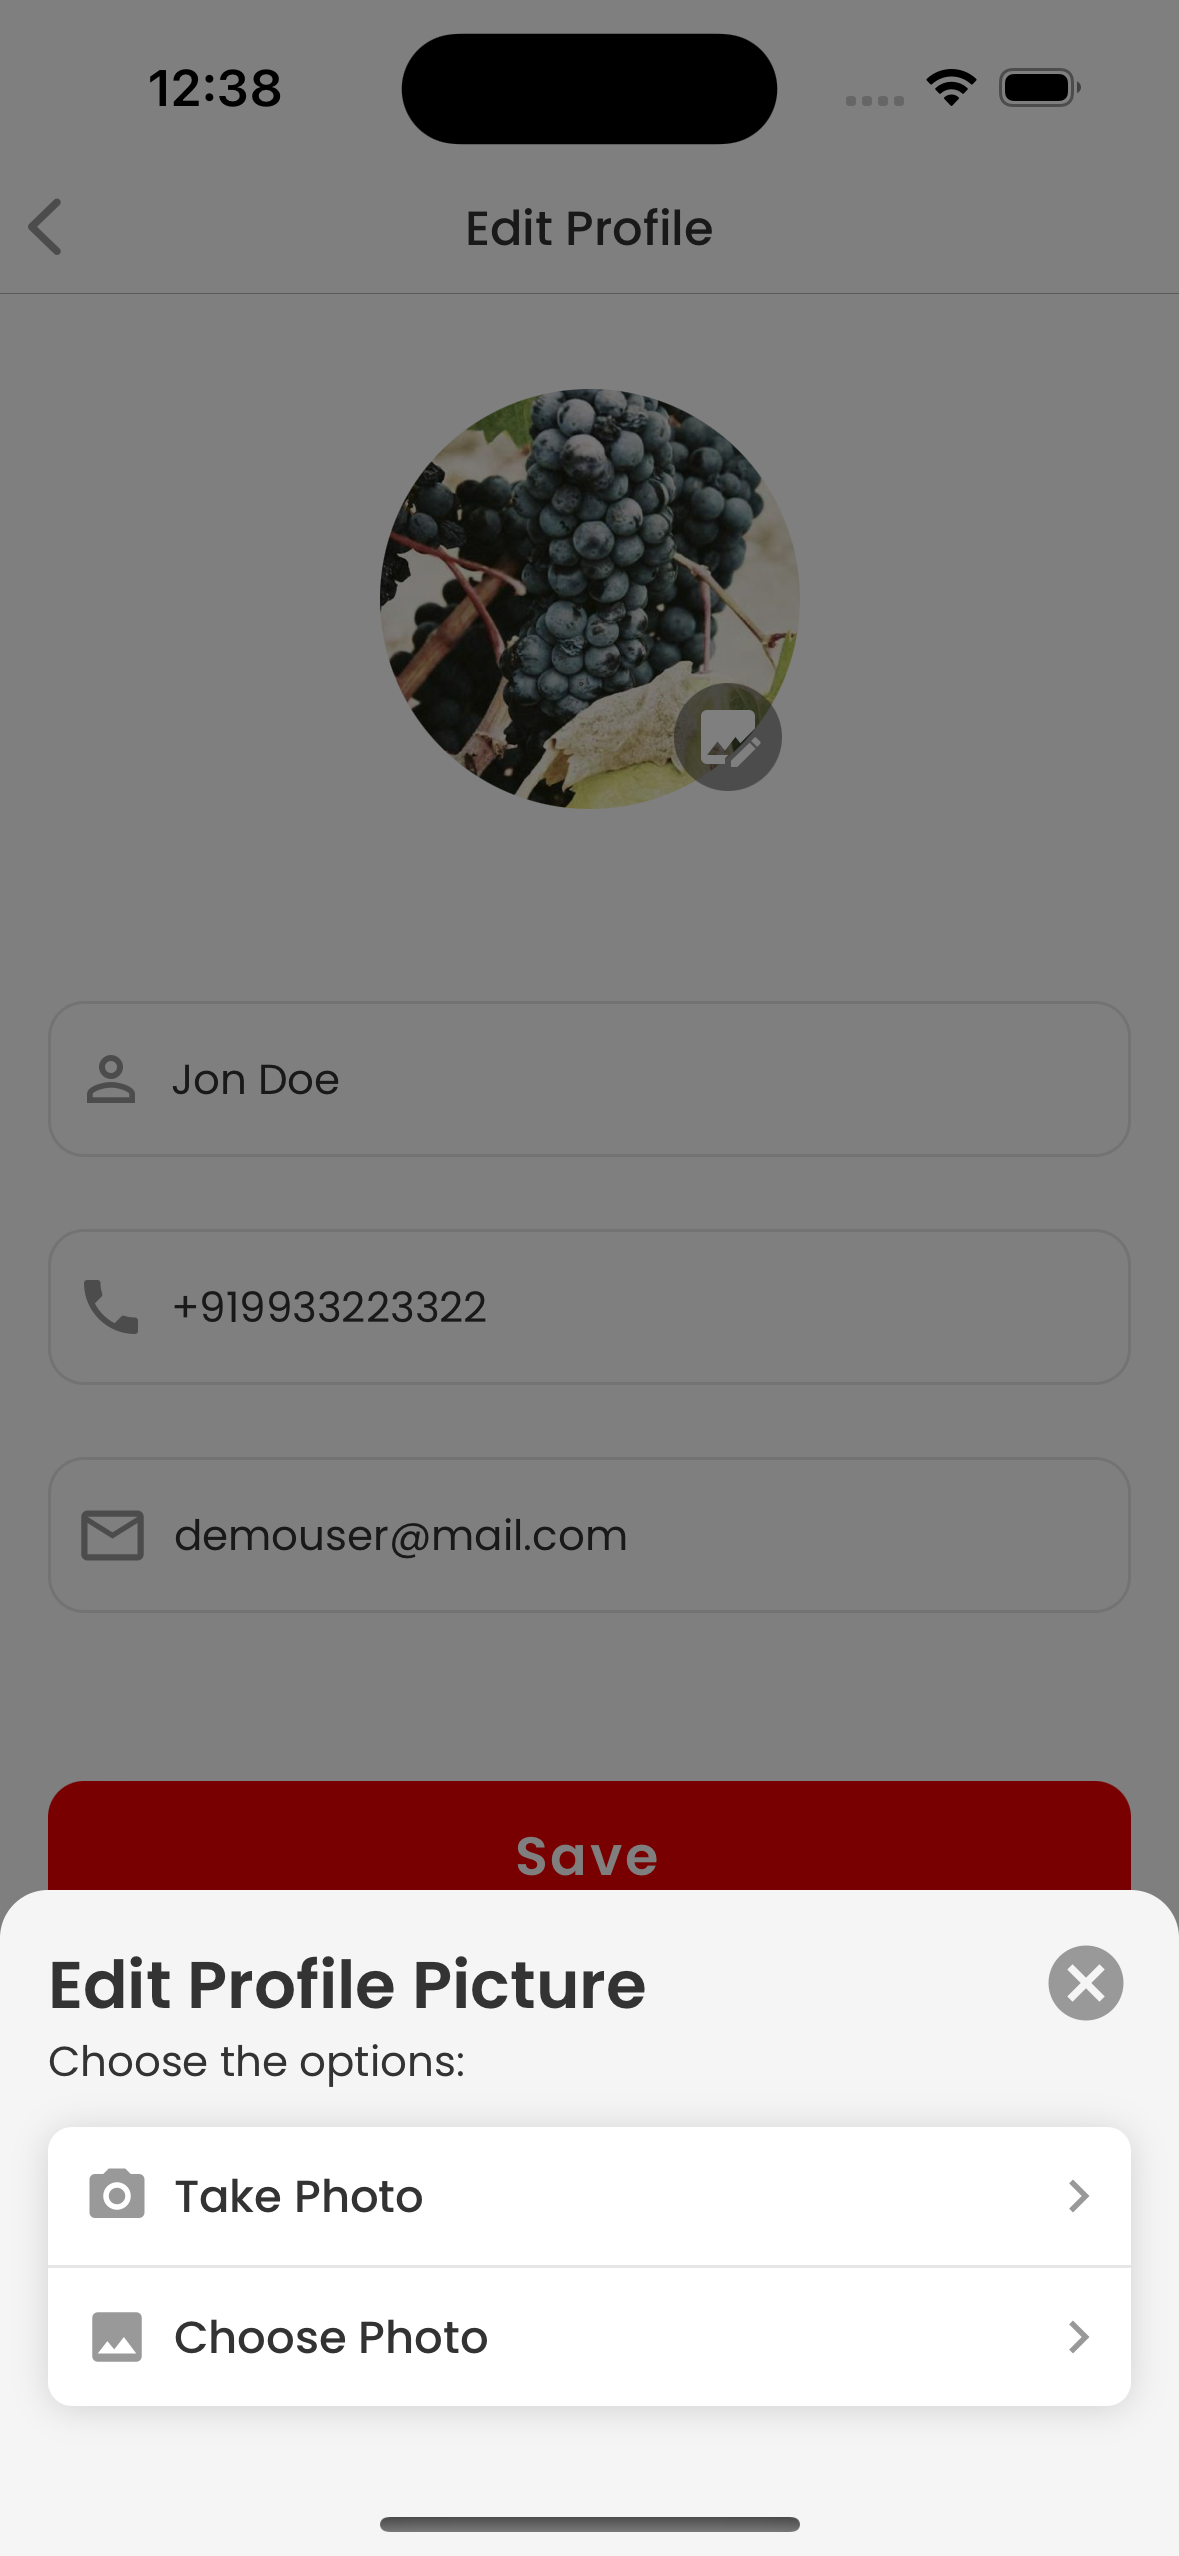 12:38
Edit Profile
Jon Doe
+919933223322
demouser@mail.com
Save
Edit Profile Picture
Choose the options:
Take Photo
Choose Photo